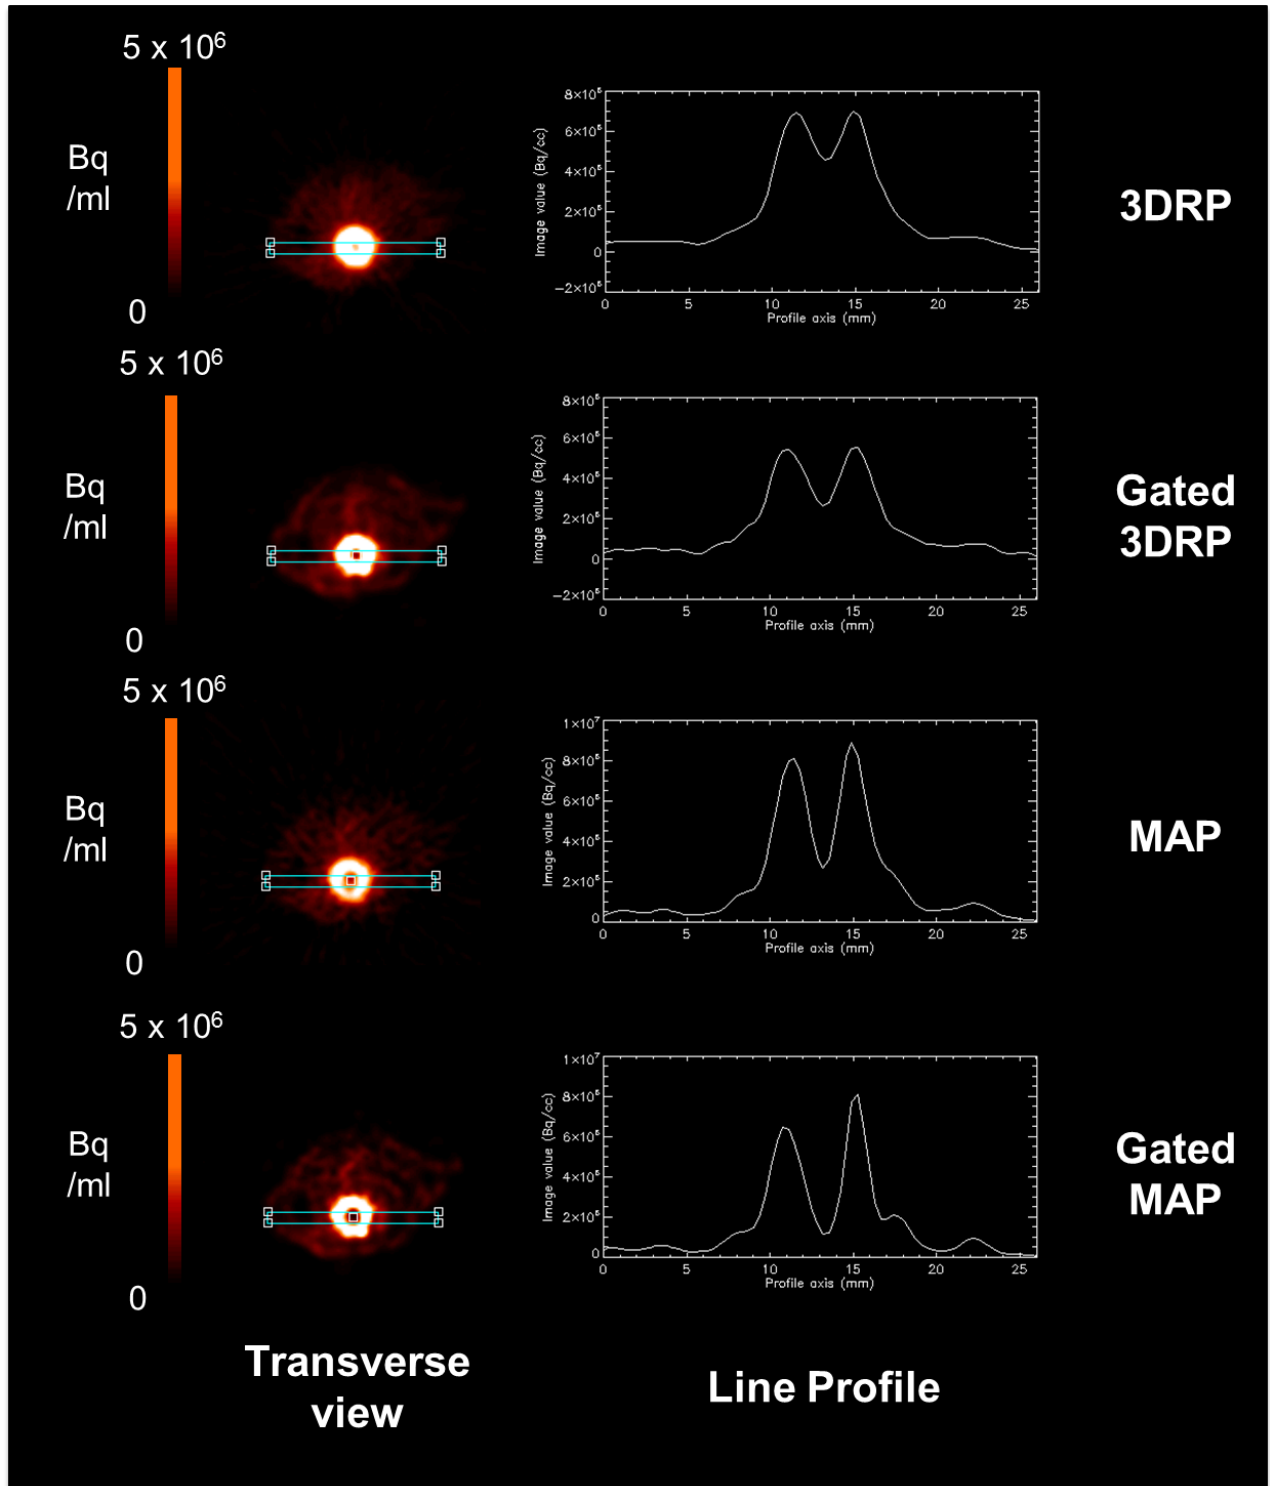 5 x 10⁶
Bq
/ml
0
8×10⁶
6×10⁶
4×10⁶
2×10⁶
0
−2×10⁶
Image value (Bq/cc)
0 5 10 15 20 25
Profile axis (mm)
3DRP
5 x 10⁶
Bq
/ml
0
8×10⁶
6×10⁶
4×10⁶
2×10⁶
0
−2×10⁶
Image value (Bq/cc)
0 5 10 15 20 25
Profile axis (mm)
Gated
3DRP
5 x 10⁶
Bq
/ml
0
1×10⁷
8×10⁶
6×10⁶
4×10⁶
2×10⁶
0
Image value (Bq/cc)
0 5 10 15 20 25
Profile axis (mm)
MAP
5 x 10⁶
Bq
/ml
0
1×10⁷
8×10⁶
6×10⁶
4×10⁶
2×10⁶
0
Image value (Bq/cc)
0 5 10 15 20 25
Profile axis (mm)
Gated
MAP
Transverse
view
Line Profile